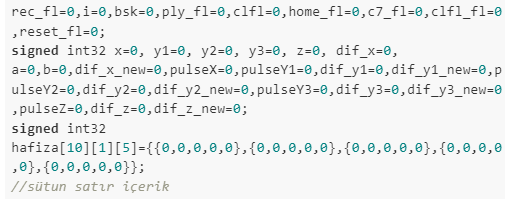 rec_fl=0,i=0,bsk=0,ply_fl=0,clfl=0,home_fl=0,c7_fl=0,clfl_fl=0
,reset_fl=0;
signed int32 x=0, y1=0, y2=0, y3=0, z=0, dif_x=0,
a=0,b=0,dif_x_new=0,pulseX=0,pulseY1=0,dif_y1=0,dif_y1_new=0,p
ulseY2=0,dif_y2=0,dif_y2_new=0,pulseY3=0,dif_y3=0,dif_y3_new=0
,pulseZ=0,dif_z=0,dif_z_new=0;
signed int32
hafiza[10][1][5]={{0,0,0,0,0},{0,0,0,0,0},{0,0,0,0,0},{0,0,0,0
,0},{0,0,0,0,0}};
//sütun satır içerik